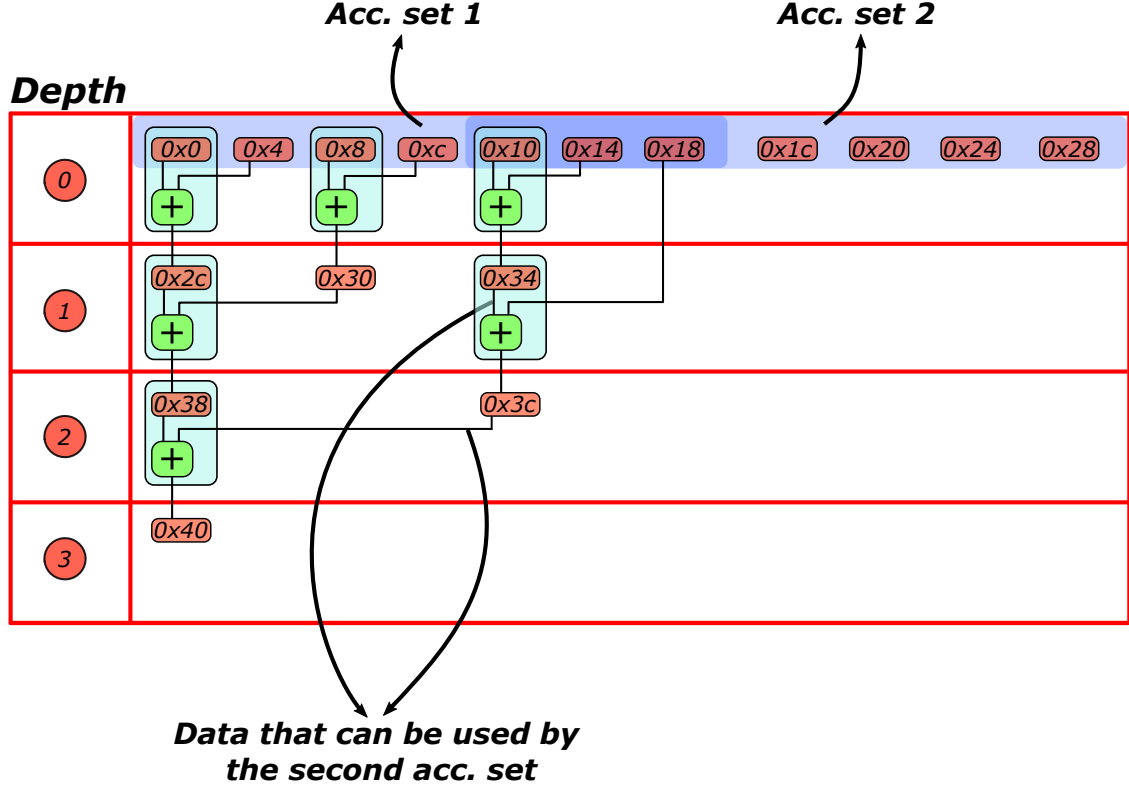 Acc. set 1 Acc. set 2
Depth
0 0x0 0x4 0x8 0xc 0x10 0x14 0x18 0x1c 0x20 0x24 0x28
+ + +
1 0x2c 0x30 0x34
+ +
2 0x38 0x3c
+
3 0x40
Data that can be used by
the second acc. set